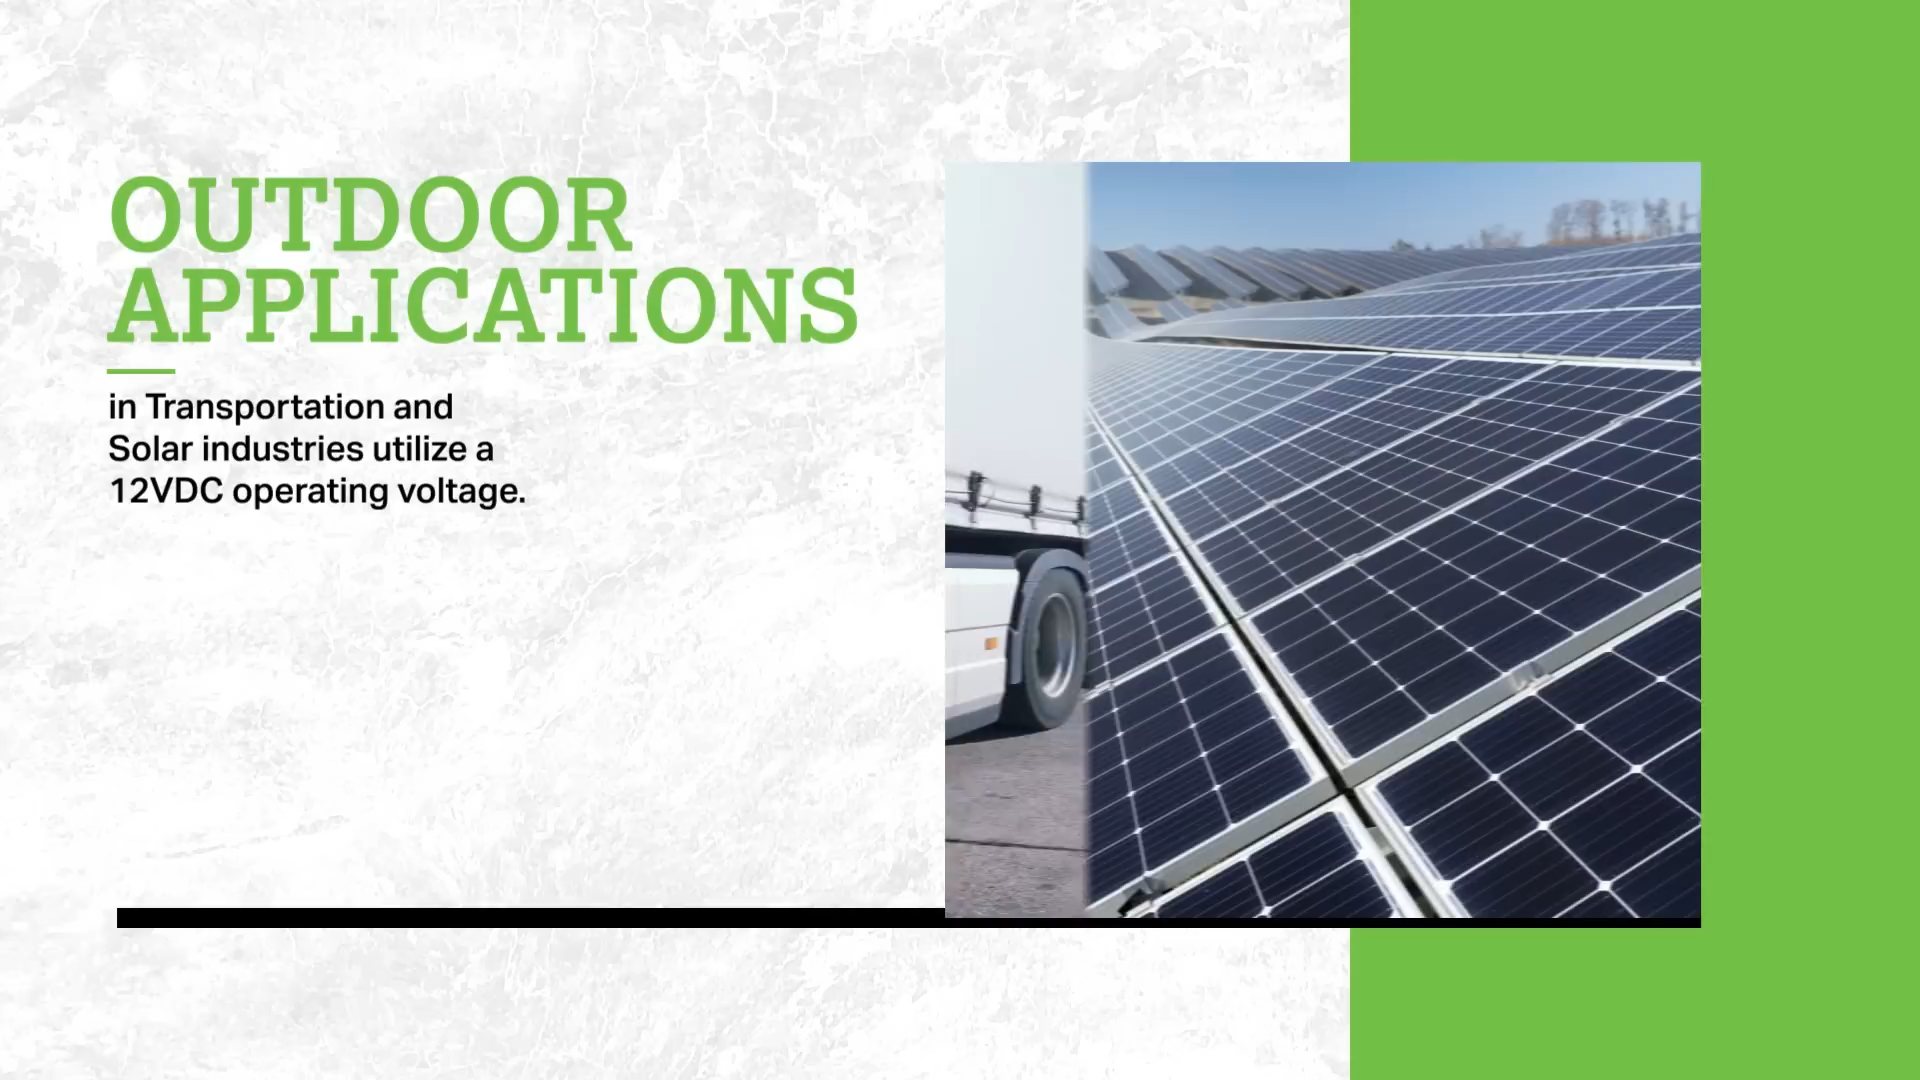 OUTDOOR
APPLICATIONS
in Transportation and
Solar industries utilize a
12VDC operating voltage.